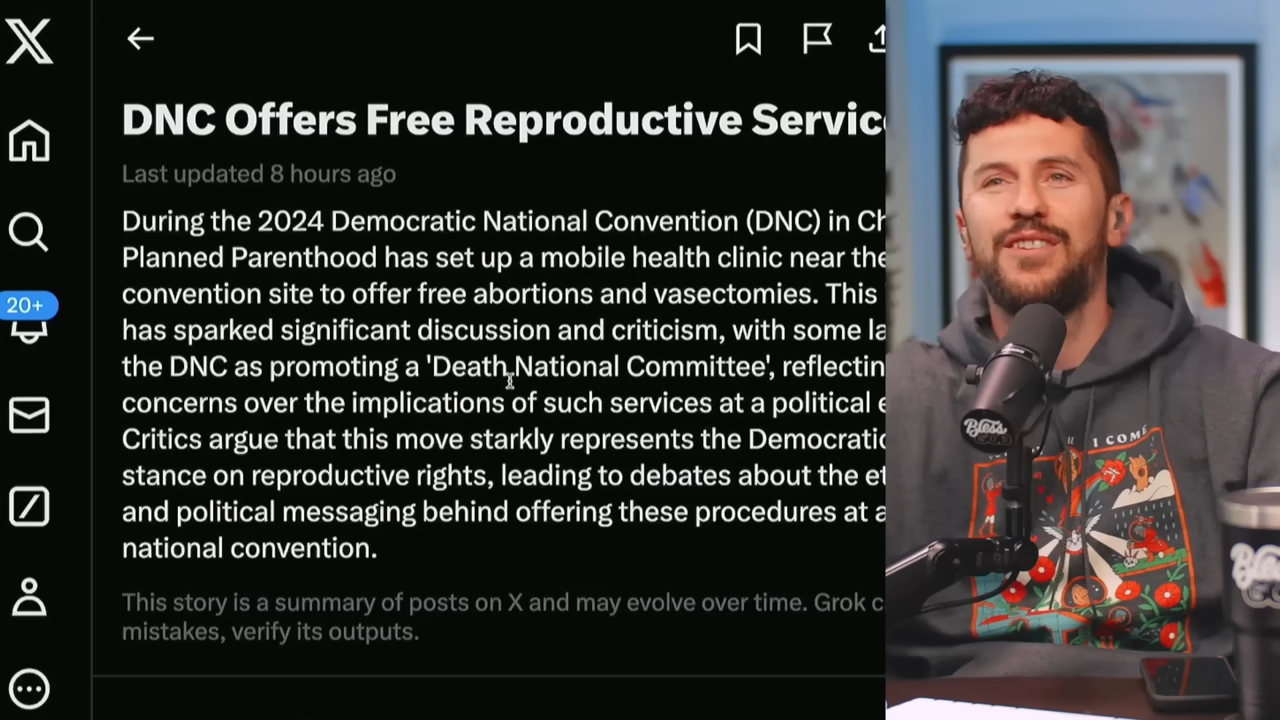 DNC Offers Free Reproductive Servic
Last updated 8 hours ago
During the 2024 Democratic National Convention (DNC) in Ch
Planned Parenthood has set up a mobile health clinic near the
convention site to offer free abortions and vasectomies. This
has sparked significant discussion and criticism, with some la
the DNC as promoting a 'Death National Committee', reflectin
concerns over the implications of such services at a political e
Critics argue that this move starkly represents the Democratic
stance on reproductive rights, leading to debates about the et
and political messaging behind offering these procedures at a
national convention.
This story is a summary of posts on X and may evolve over time. Grok c
mistakes, verify its outputs.
20+
I COME
Bless
GOD
Bless
GO